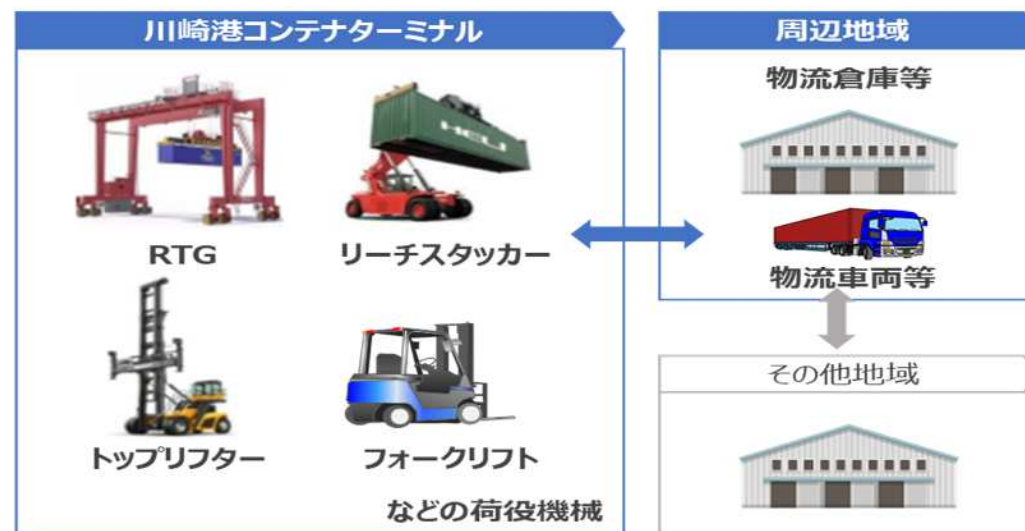 川崎港コンテナターミナル
RTG
リーチスタッカー
トップリフター
フォークリフト
などの荷役機械
周辺地域
物流倉庫等
物流車両等
その他地域